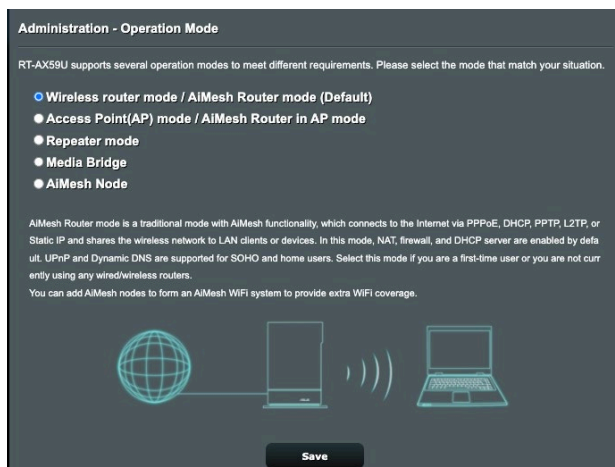 Administration - Operation Mode
RT-AX59U supports several operation modes to meet different requirements. Please select the mode that match your situation.
Wireless router mode / AiMesh Router mode (Default)
Access Point(AP) mode / AiMesh Router in AP mode
Repeater mode
Media Bridge
AiMesh Node
AiMesh Router mode is a traditional mode with AiMesh functionality, which connects to the Internet via PPPoE, DHCP, PPTP, L2TP, or
Static IP and shares the wireless network to LAN clients or devices. In this mode, NAT, firewall, and DHCP server are enabled by defa
ult. UPnP and Dynamic DNS are supported for SOHO and home users. Select this mode if you are a first-time user or you are not curr
ently using any wired/wireless routers.
You can add AiMesh nodes to form an AiMesh WiFi system to provide extra WiFi coverage.
Save